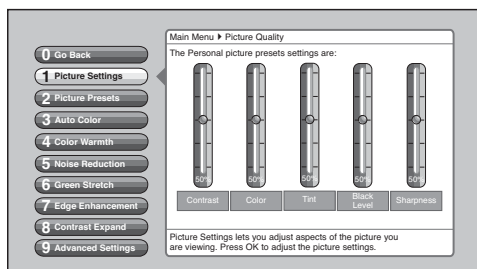 Main Menu ▶ Picture Quality
The Personal picture presets settings are:
0 Go Back
1 Picture Settings
2 Picture Presets
3 Auto Color
4 Color Warmth
5 Noise Reduction
6 Green Stretch
7 Edge Enhancement
8 Contrast Expand
9 Advanced Settings
50% 50% 50% 50% 50%
Contrast Color Tint Black Level Sharpness
Picture Settings lets you adjust aspects of the picture you
are viewing. Press OK to adjust the picture settings.